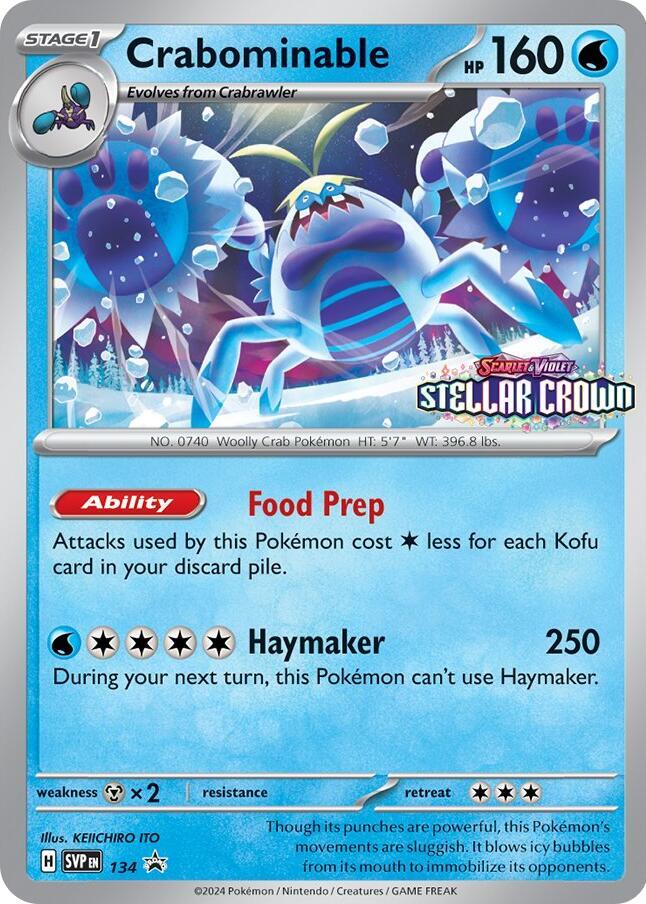 STAGE 1
Crabominable
HP 160
Evolves from Crabrawler
SCARLET & VIOLET
STELLAR CROWN
NO. 0740 Woolly Crab Pokémon HT: 5'7" WT: 396.8 lbs.
Ability Food Prep
Attacks used by this Pokémon cost less for each Kofu
card in your discard pile.
Haymaker 250
During your next turn, this Pokémon can't use Haymaker.
weakness ×2 resistance retreat
Illus. KEIICHIRO ITO
H SVP EN 134
Though its punches are powerful, this Pokémon's
movements are sluggish. It blows icy bubbles
from its mouth to immobilize its opponents.
©2024 Pokémon / Nintendo / Creatures / GAME FREAK